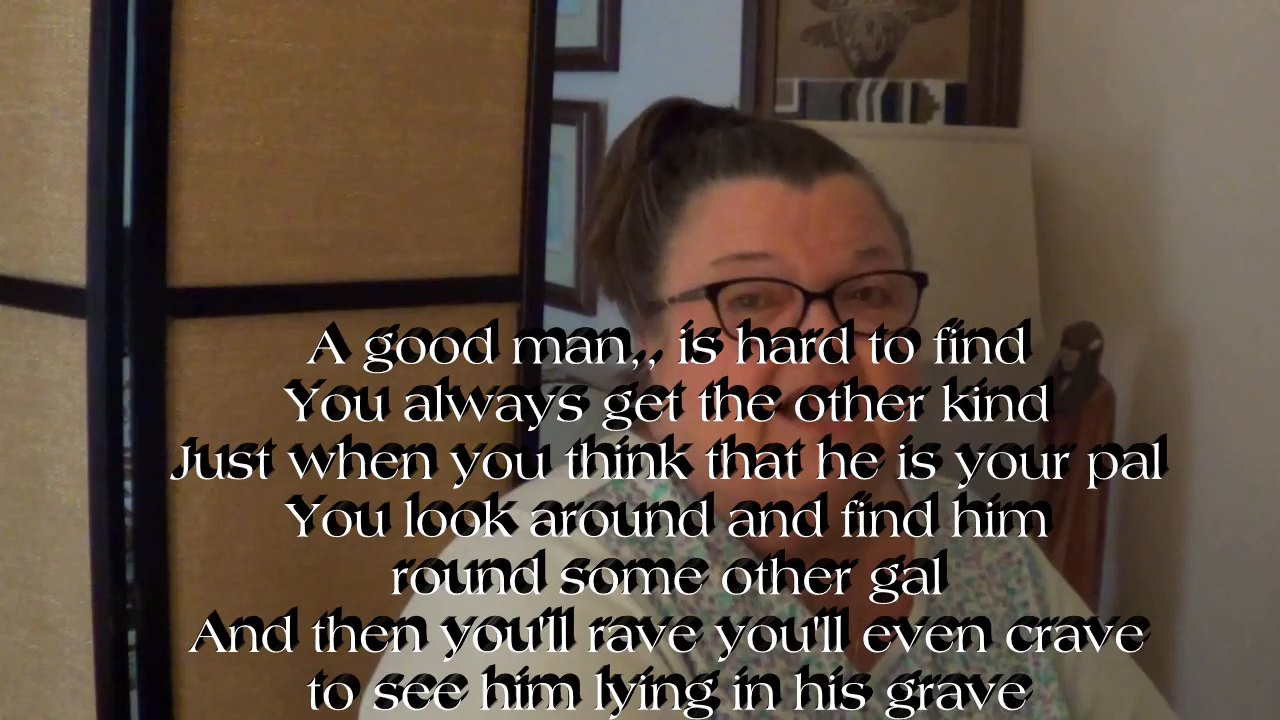 A good man,, is hard to find
You always get the other kind
Just when you think that he is your pal
You look around and find him
round some other gal
And then you'll rave you'll even crave
to see him lying in his grave